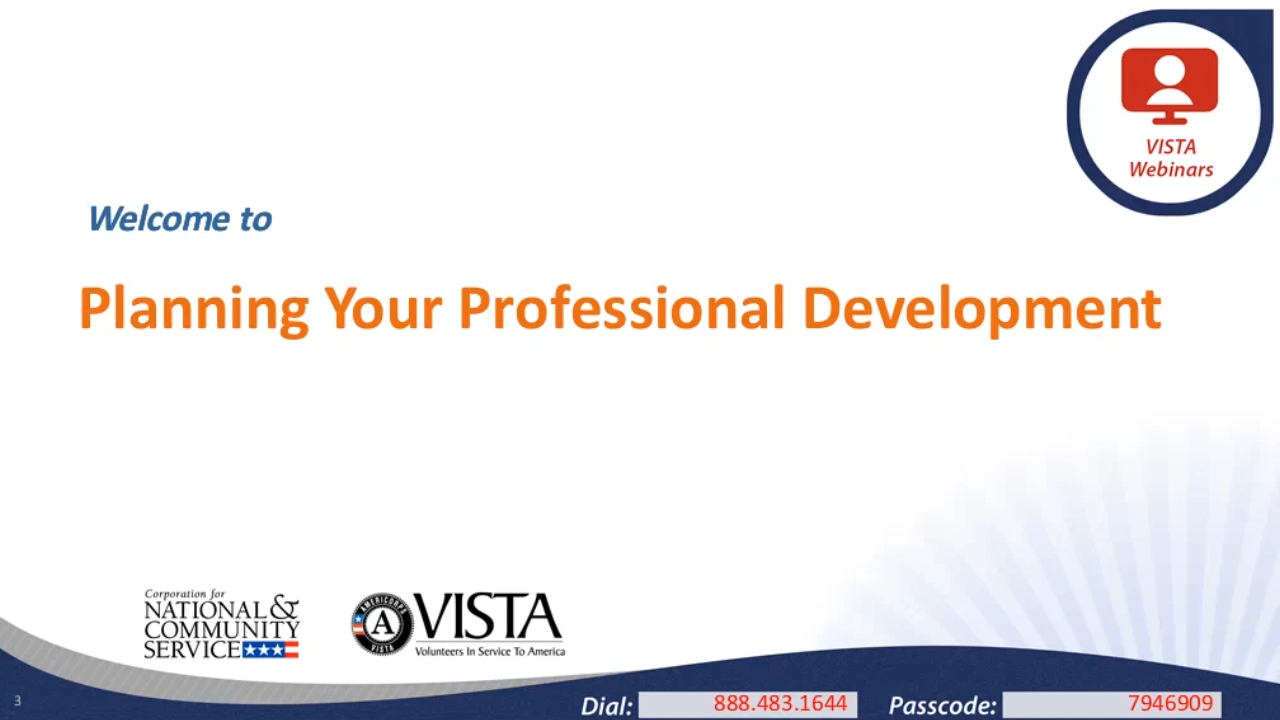 VISTA
Webinars
Welcome to
Planning Your Professional Development
Corporation for
NATIONAL &
COMMUNITY
SERVICE
AMERICORPS
A
VISTA
VISTA
Volunteers In Service To America
3
Dial: 888.483.1644 Passcode: 7946909